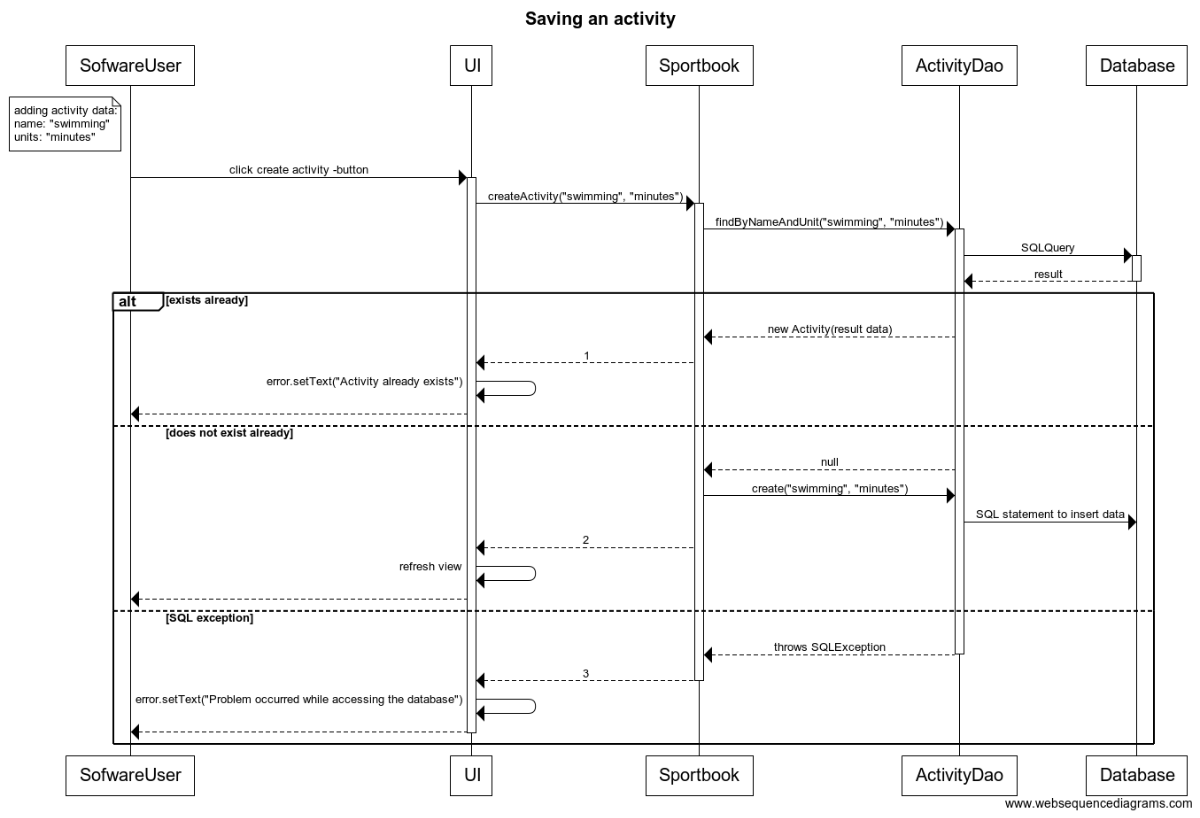 Saving an activity
SofwareUser
UI
Sportbook
ActivityDao
Database
adding activity data:
name: "swimming"
units: "minutes"
click create activity -button
createActivity("swimming", "minutes")
findByNameAndUnit("swimming", "minutes")
SQLQuery
result
alt
[exists already]
new Activity(result data)
1
error.setText("Activity already exists")
[does not exist already]
null
create("swimming", "minutes")
SQL statement to insert data
2
refresh view
[SQL exception]
throws SQLException
3
error.setText("Problem occurred while accessing the database")
SofwareUser
UI
Sportbook
ActivityDao
Database
www.websequencediagrams.com